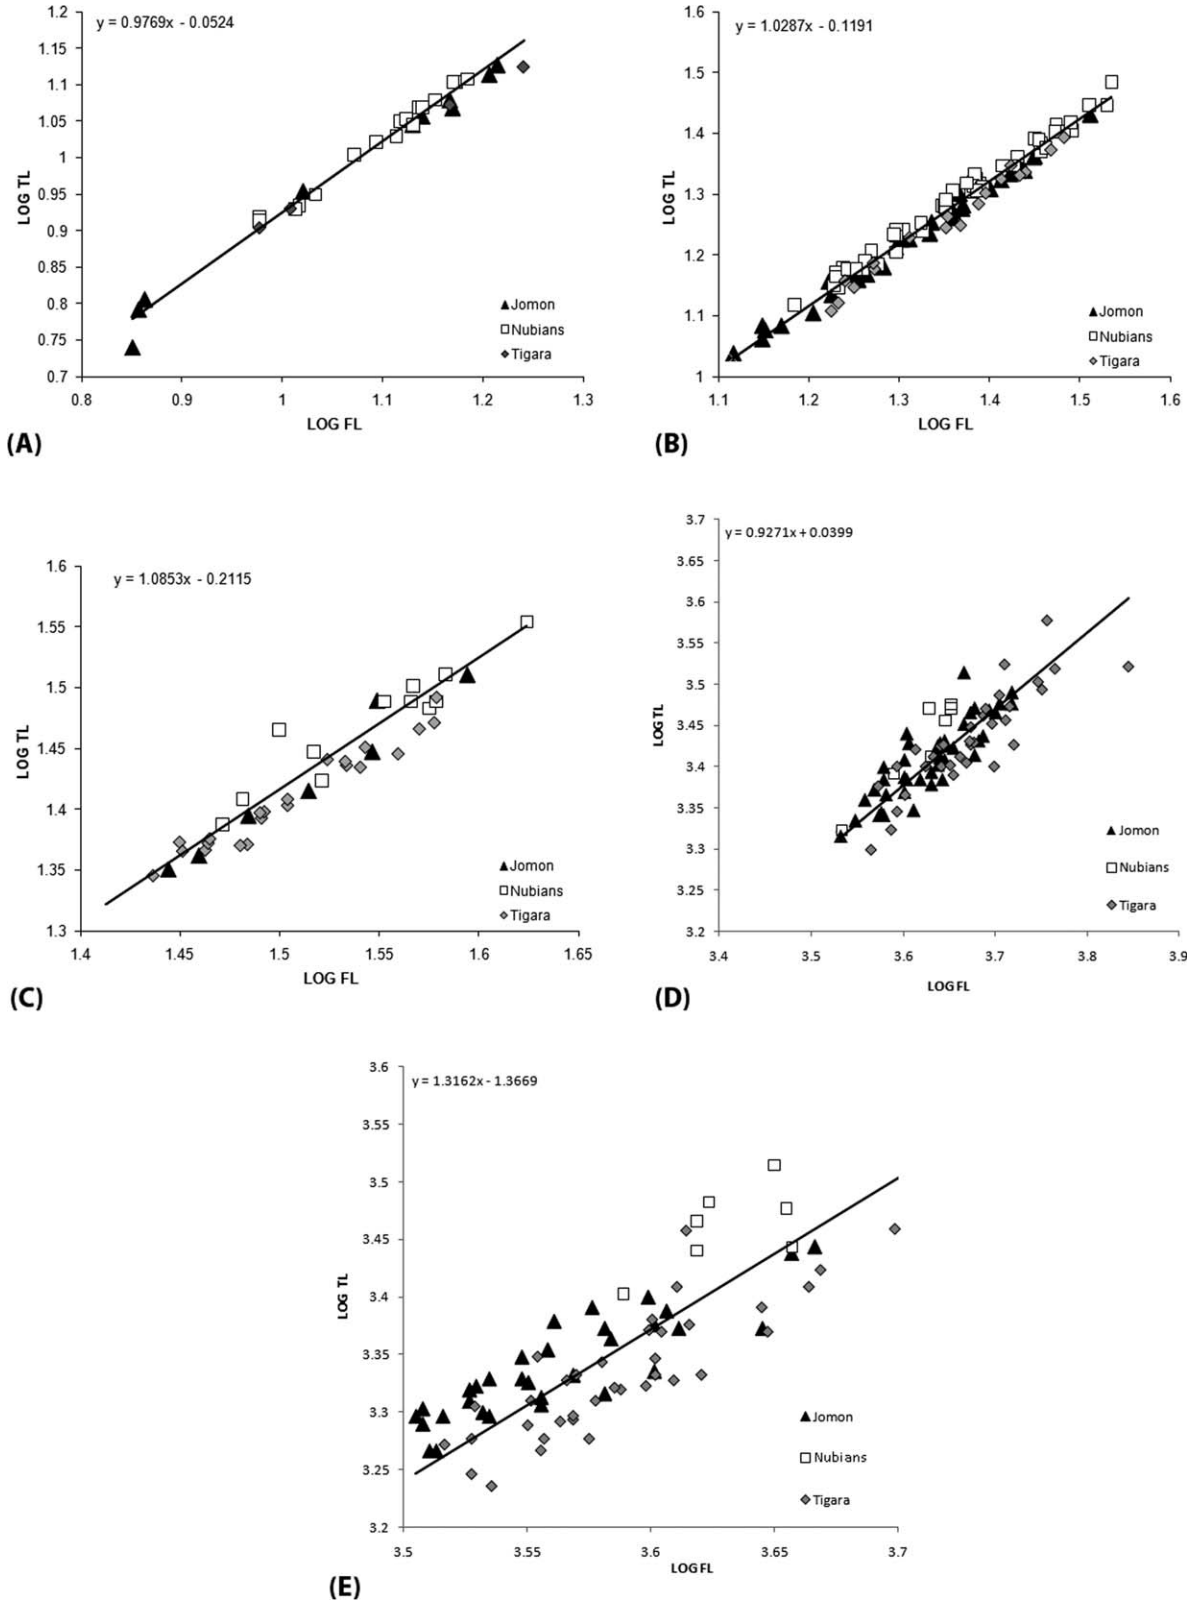 y = 0.9769x - 0.0524
1.2
1.15
1.1
1.05
1
0.95
0.9
0.85
0.8
0.75
0.7
LOG TL
0.8 0.9 1 1.1 1.2 1.3
LOG FL
Jomon
Nubians
Tigara
(A)
y = 1.0287x - 0.1191
1.6
1.5
1.4
1.3
1.2
1.1
1
LOG TL
1.1 1.2 1.3 1.4 1.5 1.6
LOG FL
Jomon
Nubians
Tigara
(B)
y = 1.0853x - 0.2115
1.6
1.55
1.5
1.45
1.4
1.35
1.3
LOG TL
1.4 1.45 1.5 1.55 1.6 1.65
LOG FL
Jomon
Nubians
Tigara
(C)
y = 0.9271x + 0.0399
3.7
3.65
3.6
3.55
3.5
3.45
3.4
3.35
3.3
3.25
3.2
LOG TL
3.4 3.5 3.6 3.7 3.8 3.9
LOG FL
Jomon
Nubians
Tigara
(D)
y = 1.3162x - 1.3669
3.6
3.55
3.5
3.45
3.4
3.35
3.3
3.25
3.2
LOG TL
3.5 3.55 3.6 3.65 3.7
LOG FL
Jomon
Nubians
Tigara
(E)